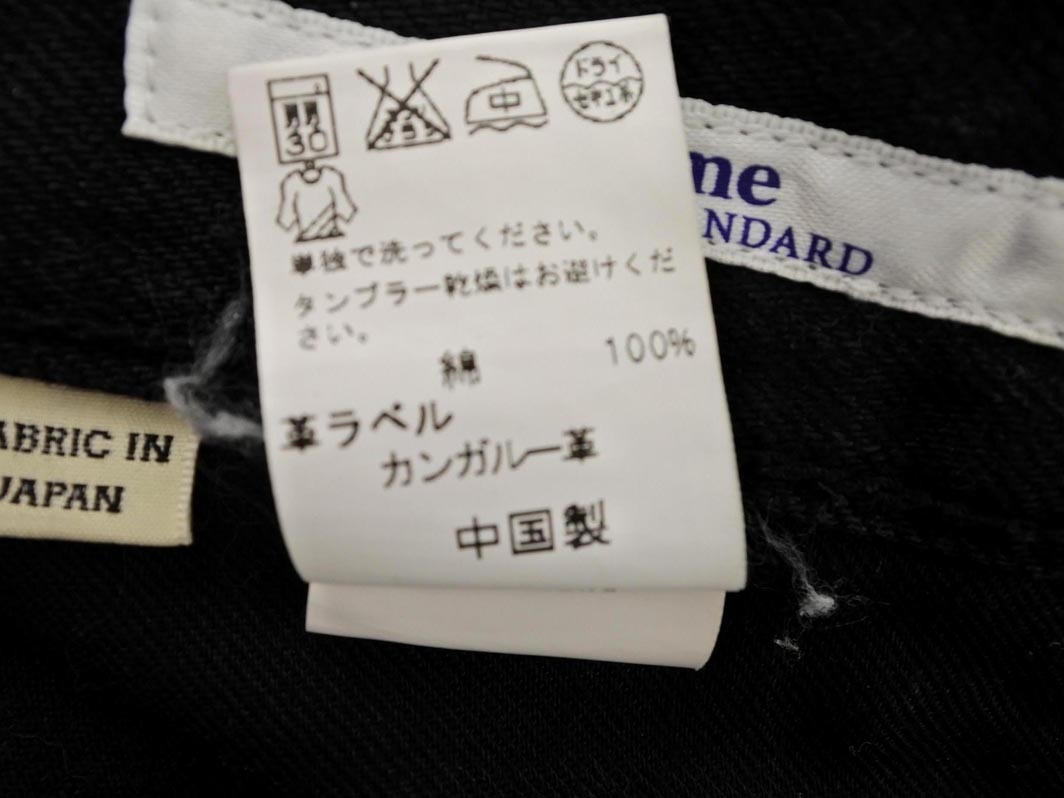 30
中
ドライ
セキユ系
me
NDARD
単独で洗ってください。
タンブラー乾燥はお避けくだ
さい。
綿 100%
革ラベル
カンガルー革
中国製
ABRIC IN
JAPAN